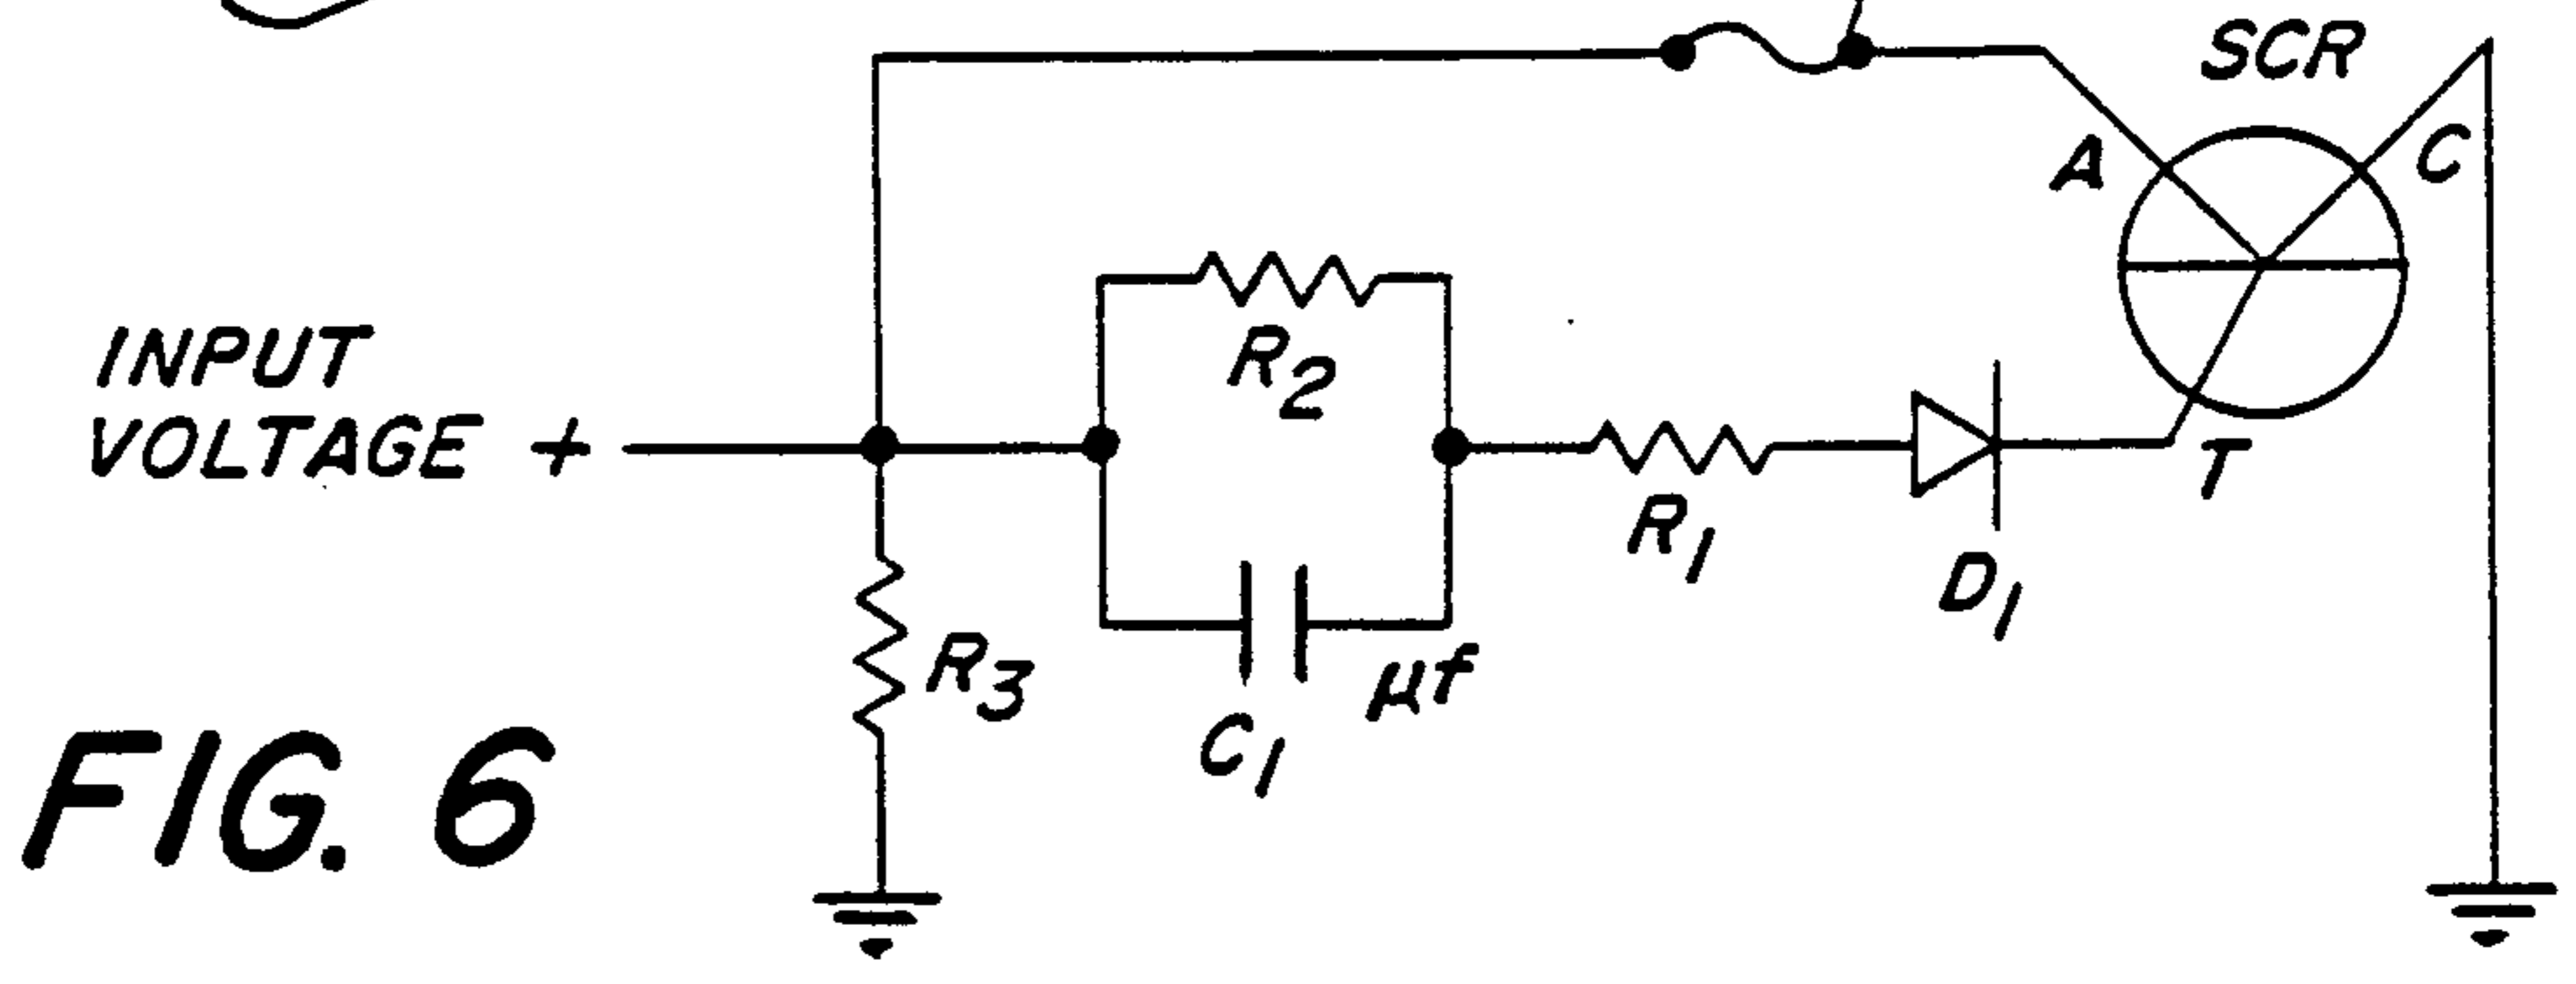 SCR
A
C
INPUT
VOLTAGE +
R2
R1
T
D1
R3
C1
μf
FIG. 6